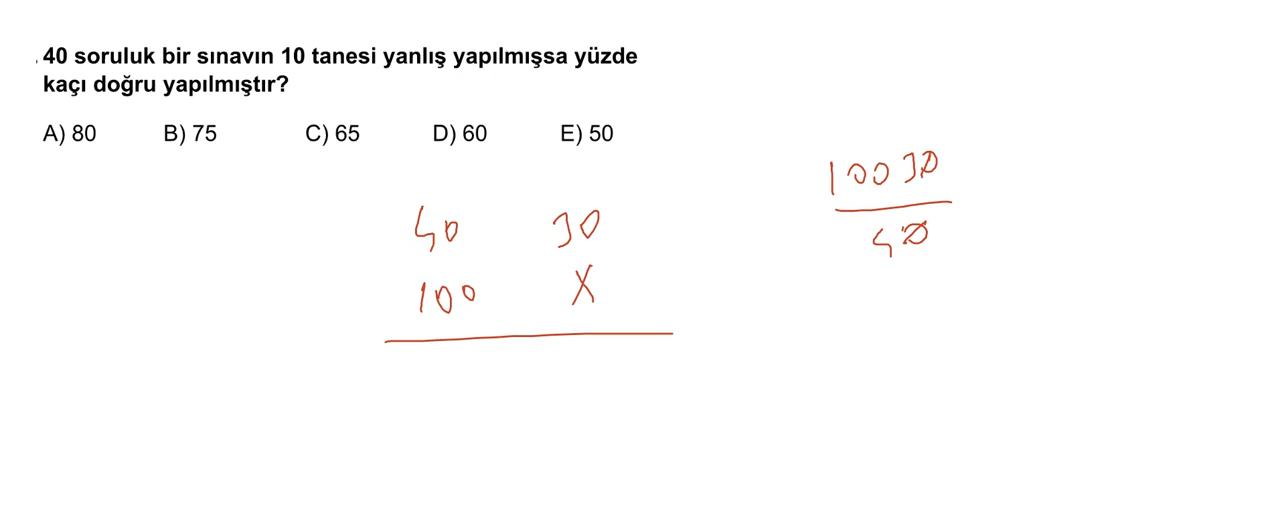 40 soruluk bir sınavın 10 tanesi yanlış yapılmışsa yüzde
kaçı doğru yapılmıştır?
A) 80 B) 75 C) 65 D) 60 E) 50
100 30
40
40 30
100 X